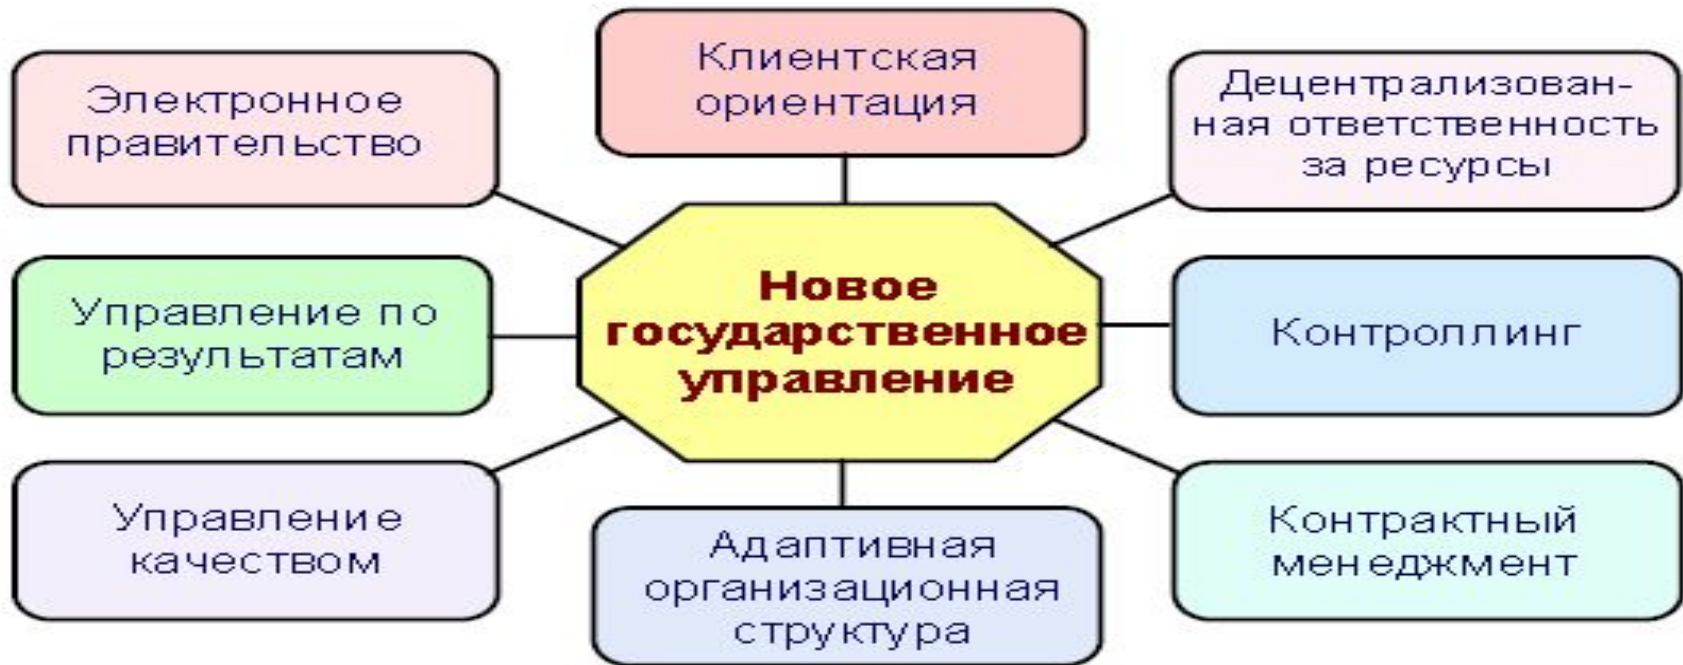 Клиентская
ориентация
Электронное
правительство
Децентрализован-
ная ответственность
за ресурсы
Новое
государственное
управление
Управление по
результатам
Контроллинг
Управление
качеством
Адаптивная
организационная
структура
Контрактный
менеджмент